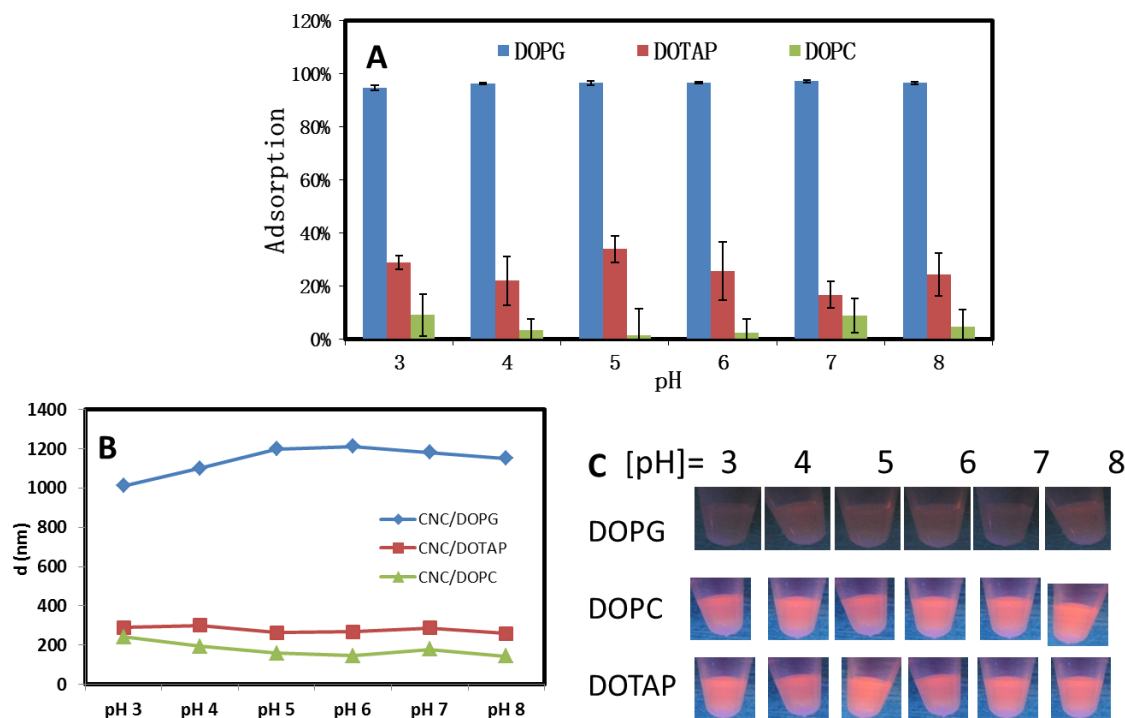 120%
100%
80%
60%
40%
20%
0%
Adsorption
A
DOPG DOTAP DOPC
3 4 5 6 7 8
pH
1400
1200
1000
800
600
400
200
0
d (nm)
B
CNC/DOPG
CNC/DOTAP
CNC/DOPC
pH 3 pH 4 pH 5 pH 6 pH 7 pH 8
C [pH]= 3 4 5 6 7 8
DOPG
DOPC
DOTAP